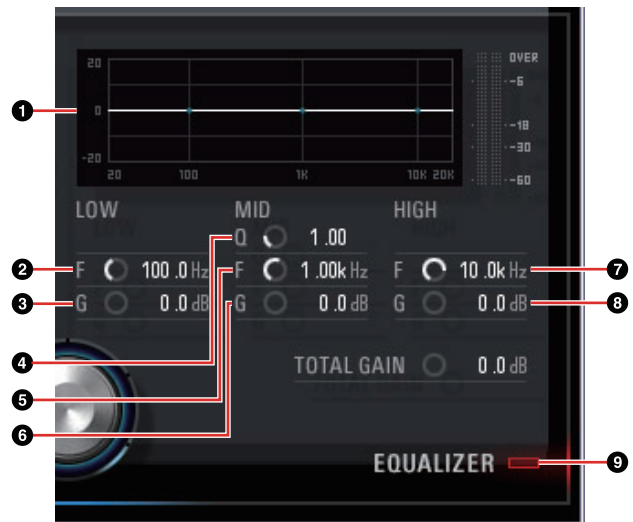 20
0
-20
20 100 1K 10K 20K
OVER
-6
-18
-30
-60
1
LOW MID HIGH
Q 1.00
2 F 100.0 Hz F 1.00k Hz F 10.0k Hz 7
3 G 0.0 dB G 0.0 dB G 0.0 dB 8
4
TOTAL GAIN 0.0 dB
5
6
EQUALIZER 9